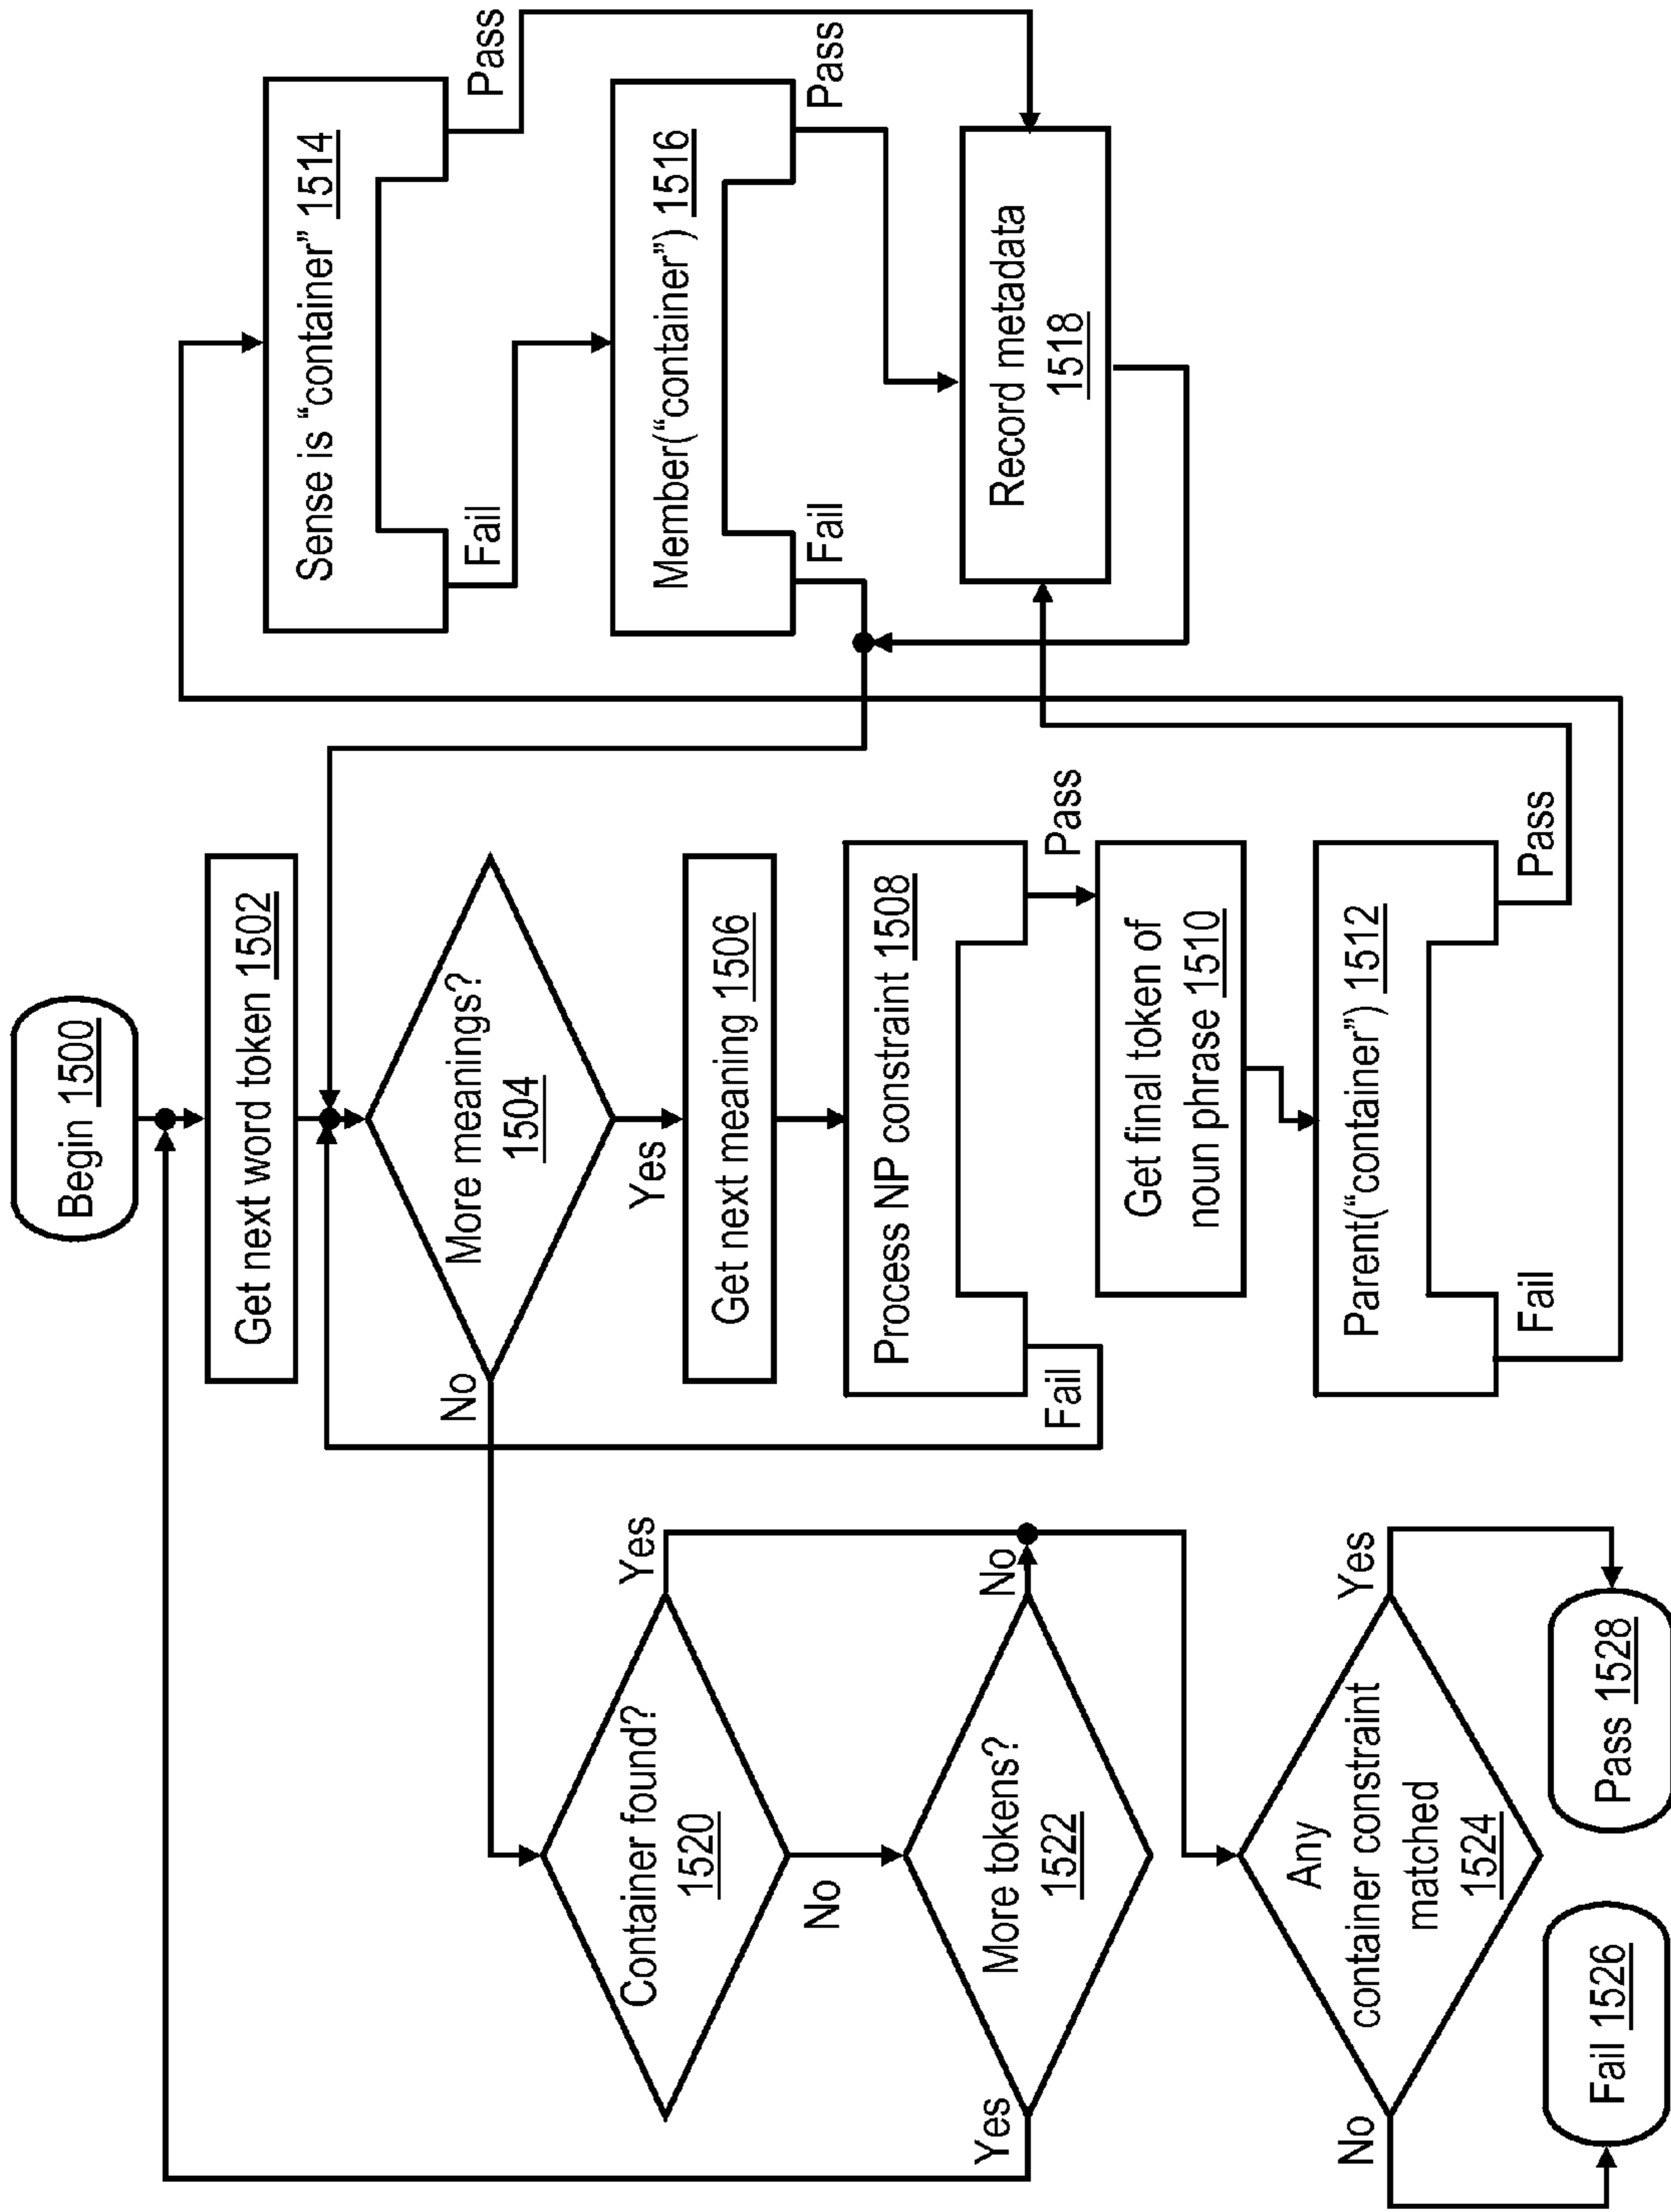 Begin 1500
Get next word token 1502
More meanings?
1504
No
Yes
Get next meaning 1506
Process NP constraint 1508
Fail
Pass
Get final token of
noun phrase 1510
Parent(“container”) 1512
Fail
Pass
Sense is “container” 1514
Fail
Pass
Member(“container”) 1516
Fail
Pass
Record metadata
1518
Container found?
1520
Yes
No
More tokens?
1522
Yes
No
Any
container constraint
matched
1524
No
Yes
Fail 1526
Pass 1528